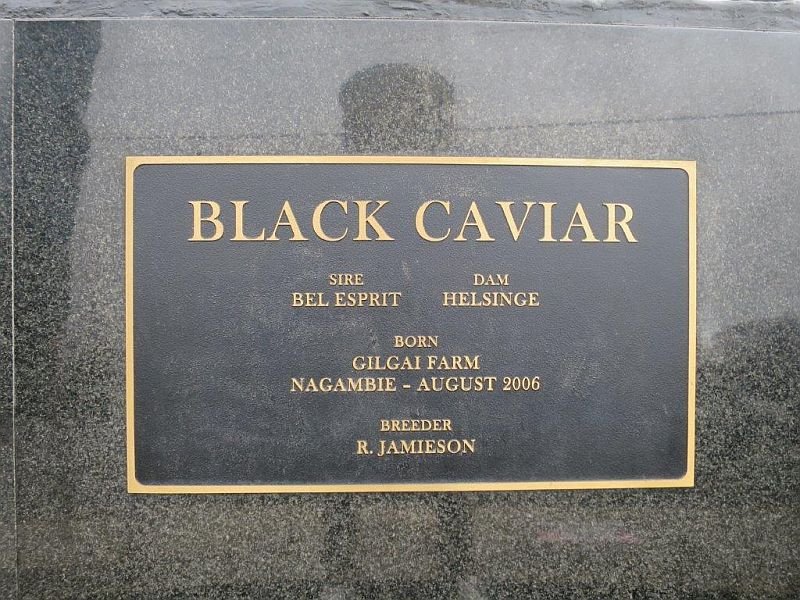 BLACK CAVIAR
SIRE DAM
BEL ESPRIT HELSINGE
BORN
GILGAI FARM
NAGAMBIE - AUGUST 2006
BREEDER
R. JAMIESON